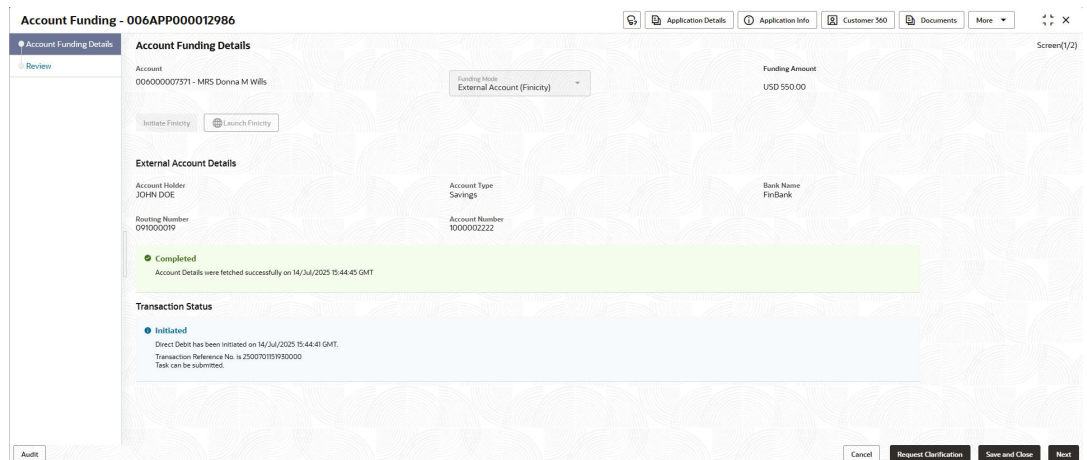 Account Funding - 006APP000012986
Application Details
Application Info
Customer 360
Documents
More
Account Funding Details
Review
Account Funding Details
Screen(1/2)
Account
006000007371 - MRS Donna M Wills
Funding Mode
External Account (Finicity)
Funding Amount
USD 550.00
Initiate Finicity
Launch Finicity
External Account Details
Account Holder
JOHN DOE
Account Type
Savings
Bank Name
FinBank
Routing Number
091000019
Account Number
1000002222
Completed
Account Details were fetched successfully on 14/Jul/2025 15:44:45 GMT
Transaction Status
Initiated
Direct Debit has been initiated on 14/Jul/2025 15:44:41 GMT.
Transaction Reference No. is 2500701151930000
Task can be submitted.
Audit
Cancel
Request Clarification
Save and Close
Next